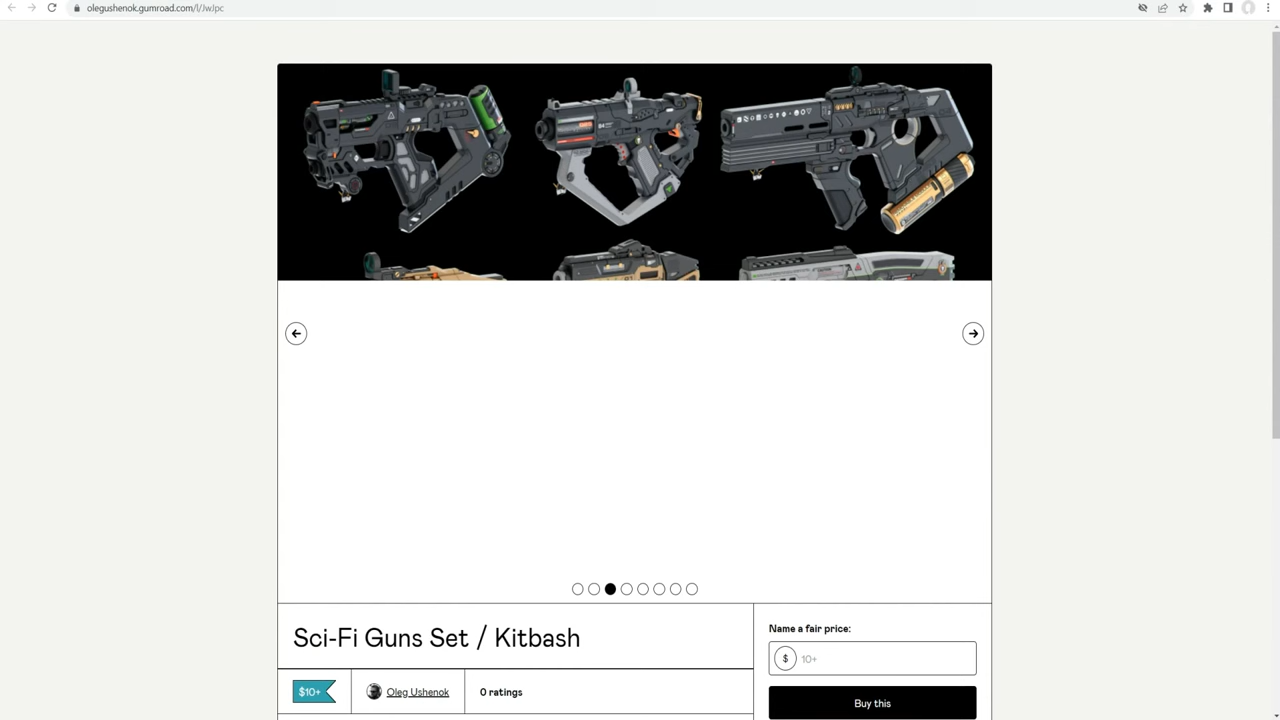 olegushenok.gumroad.com/l/JwJpc
Sci-Fi Guns Set / Kitbash
$10+
Oleg Ushenok
0 ratings
Name a fair price:
$
10+
Buy this